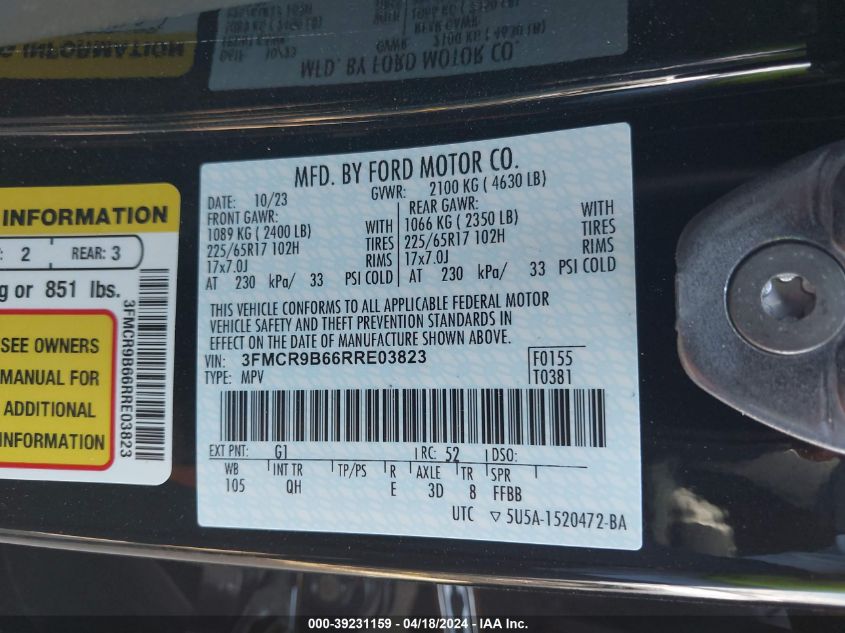 MFD. BY FORD MOTOR CO.
DATE: 10/23 GVWR: 2100 KG ( 4630 LB)
FRONT GAWR: REAR GAWR:
1089 KG ( 2400 LB) WITH 1066 KG ( 2350 LB) WITH
225/65R17 102H TIRES 225/65R17 102H TIRES
17x7.0J RIMS 17x7.0J RIMS
AT 230 kPa/ 33 PSI COLD AT 230 kPa/ 33 PSI COLD
THIS VEHICLE CONFORMS TO ALL APPLICABLE FEDERAL MOTOR
VEHICLE SAFETY AND THEFT PREVENTION STANDARDS IN
EFFECT ON THE DATE OF MANUFACTURE SHOWN ABOVE.
VIN: 3FMCR9B66RRE03823 F0155
TYPE: MPV T0381
EXT PNT: G1 RC: 52 DSO:
WB INT TR TP/PS R AXLE TR SPR
105 QH E 3D 8 FFBB
UTC ▽ 5U5A-1520472-BA
INFORMATION
: 2 REAR: 3
g or 851 lbs.
SEE OWNERS
MANUAL FOR
ADDITIONAL
INFORMATION
3FMCR9B66RRE03823
MFD. BY FORD MOTOR CO.
G INFORMATION
000-39231159 - 04/18/2024 - IAA Inc.